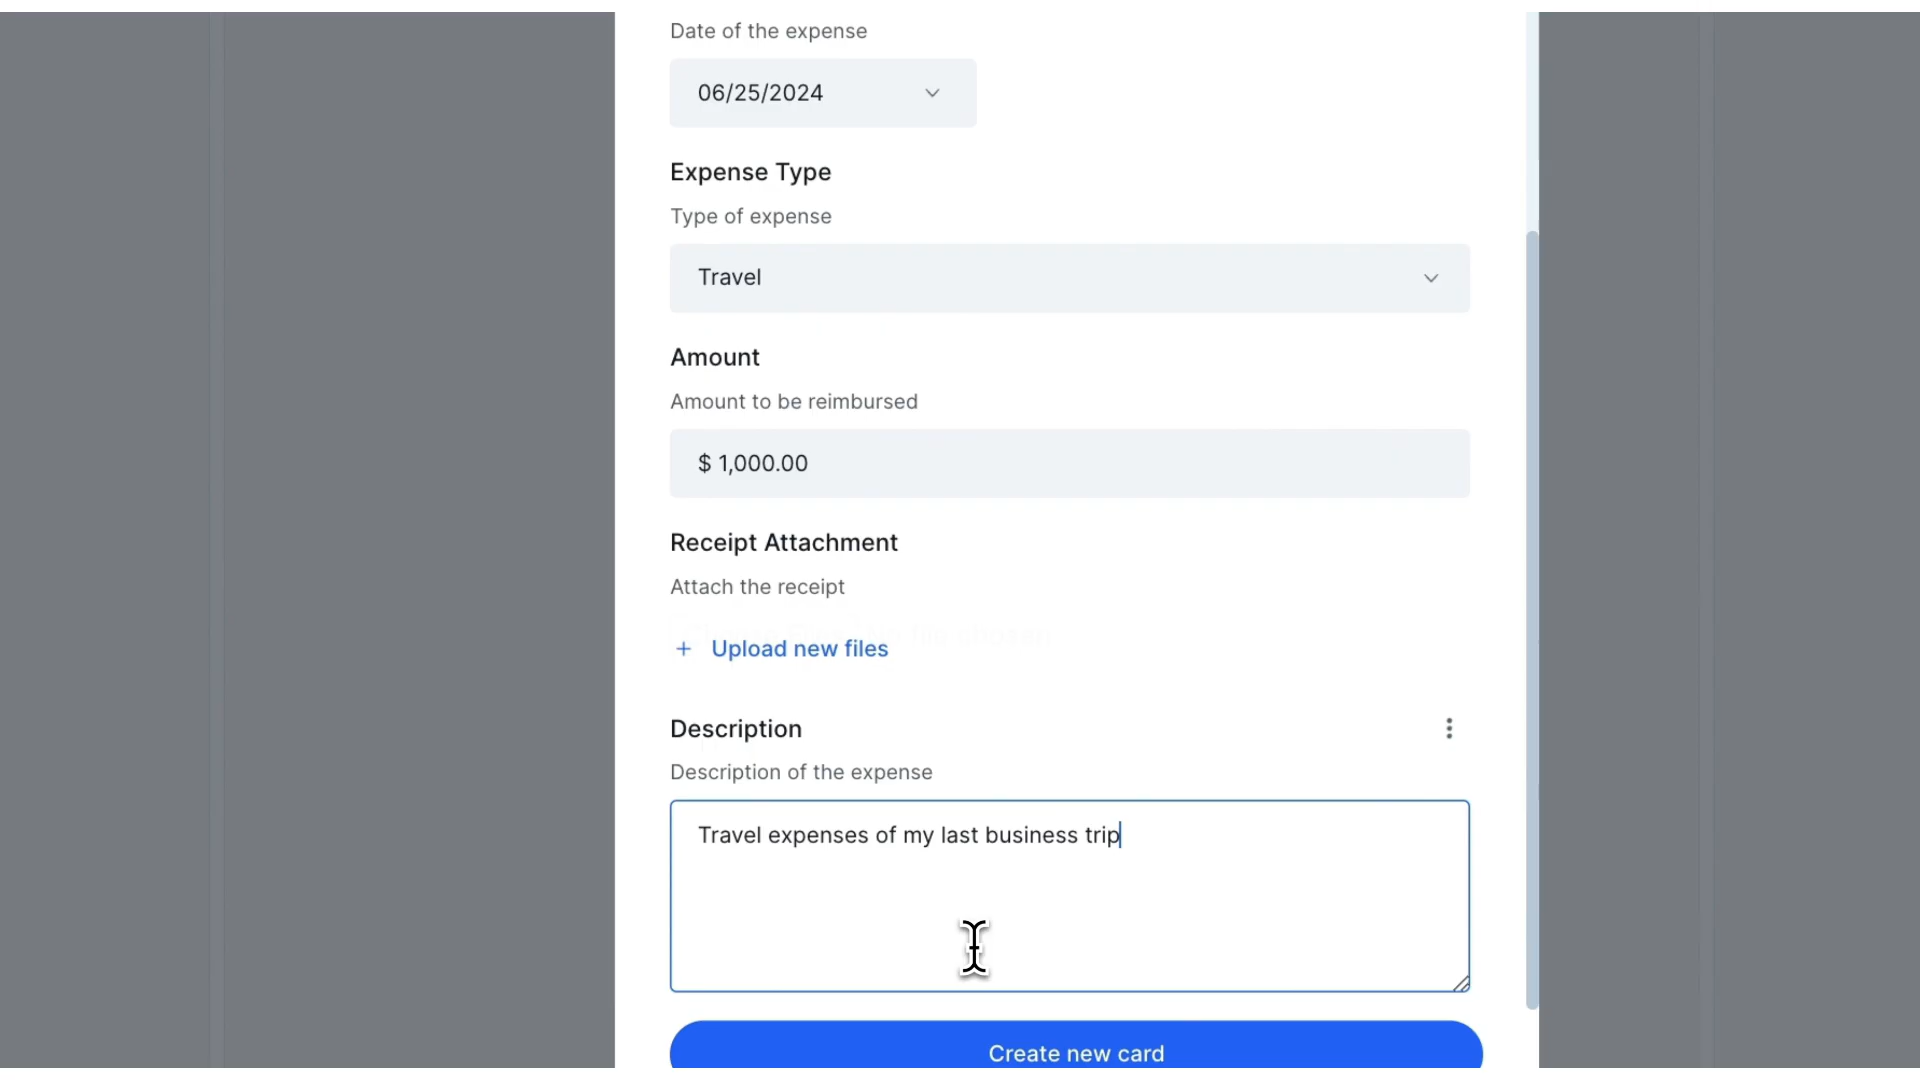 Date of the expense
06/25/2024
Expense Type
Type of expense
Travel
Amount
Amount to be reimbursed
$ 1,000.00
Receipt Attachment
Attach the receipt
+ Upload new files
Description
Description of the expense
Travel expenses of my last business trip
Create new card